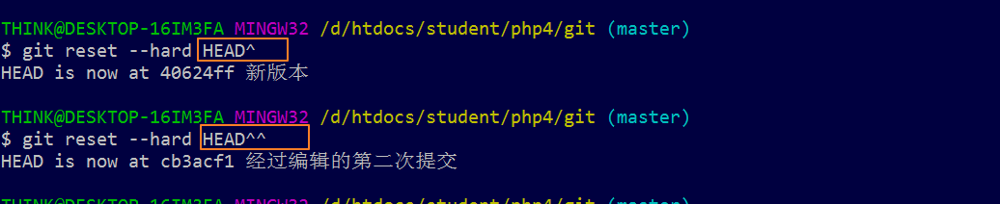 THINK@DESKTOP-16IM3FA MINGW32 /d/htdocs/student/php4/git (master)
$ git reset --hard HEAD^
HEAD is now at 40624ff 新版本
THINK@DESKTOP-16IM3FA MINGW32 /d/htdocs/student/php4/git (master)
$ git reset --hard HEAD^^
HEAD is now at cb3acf1 经过编辑的第二次提交
THINK@DESKTOP-16IM3FA MINGW32 /d/htdocs/student/php4/git (master)